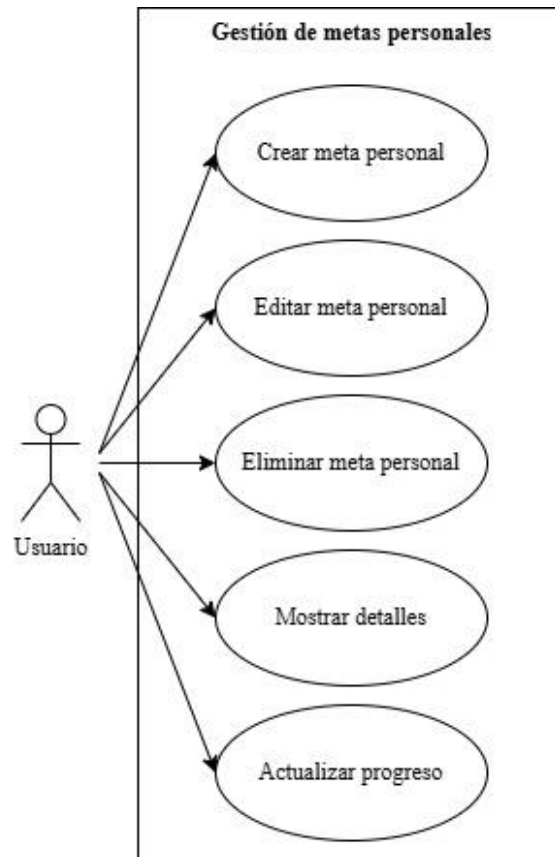 Gestión de metas personales
Crear meta personal
Editar meta personal
Eliminar meta personal
Usuario
Mostrar detalles
Actualizar progreso